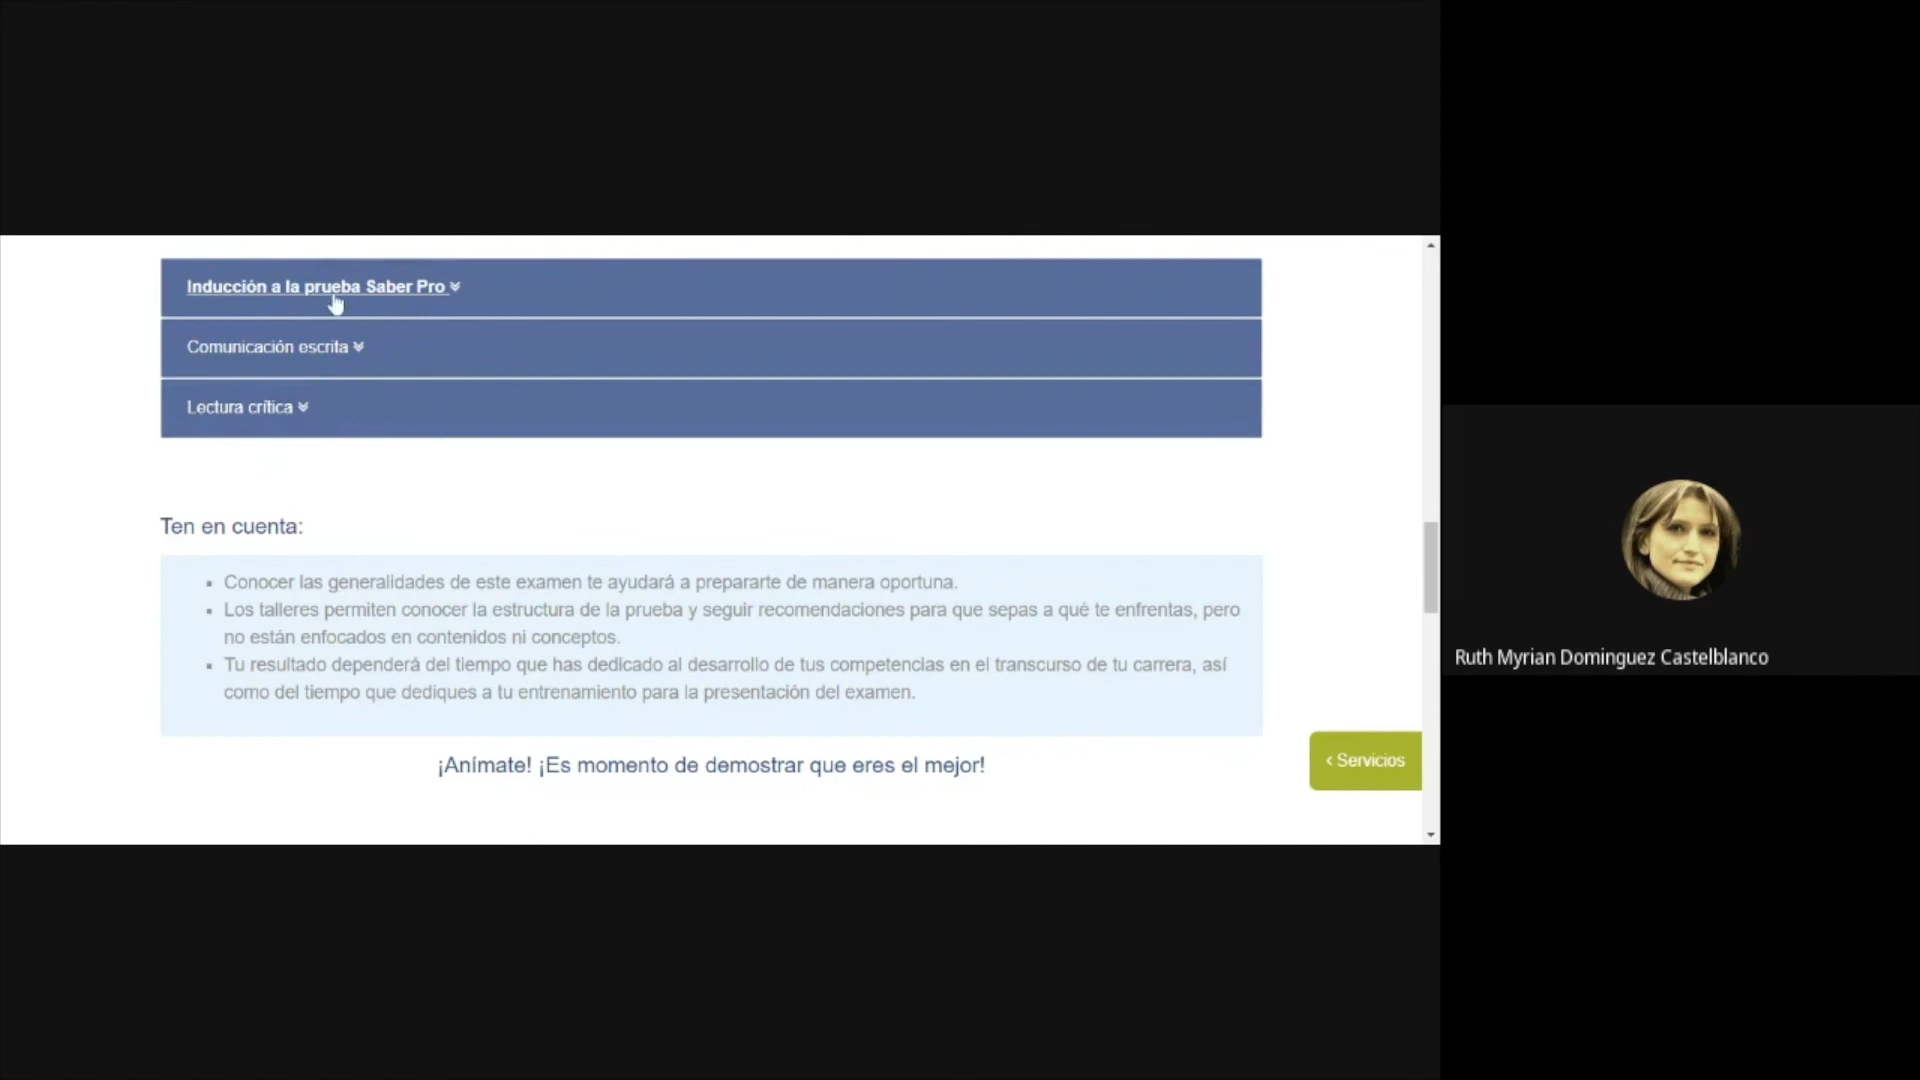 Inducción a la prueba Saber Pro
Comunicación escrita
Lectura crítica
Ten en cuenta:
Conocer las generalidades de este examen te ayudará a prepararte de manera oportuna.
Los talleres permiten conocer la estructura de la prueba y seguir recomendaciones para que sepas a qué te enfrentas, pero
no están enfocados en contenidos ni conceptos.
Tu resultado dependerá del tiempo que has dedicado al desarrollo de tus competencias en el transcurso de tu carrera, así
como del tiempo que dediques a tu entrenamiento para la presentación del examen.
¡Anímate! ¡Es momento de demostrar que eres el mejor!
‹ Servicios
Ruth Myrian Dominguez Castelblanco